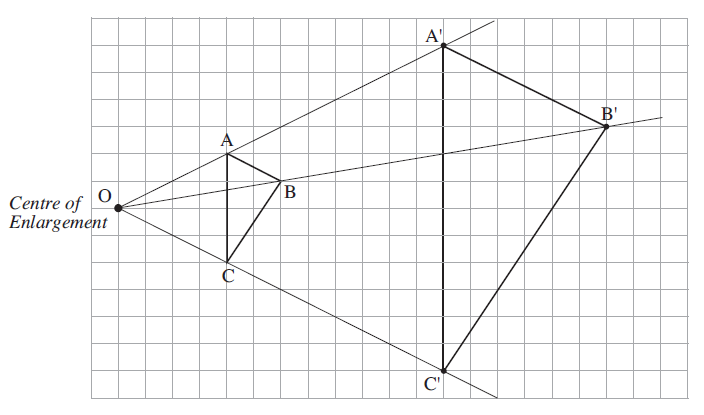 A'
B'
A
B
Centre of O
Enlargement
C
C'